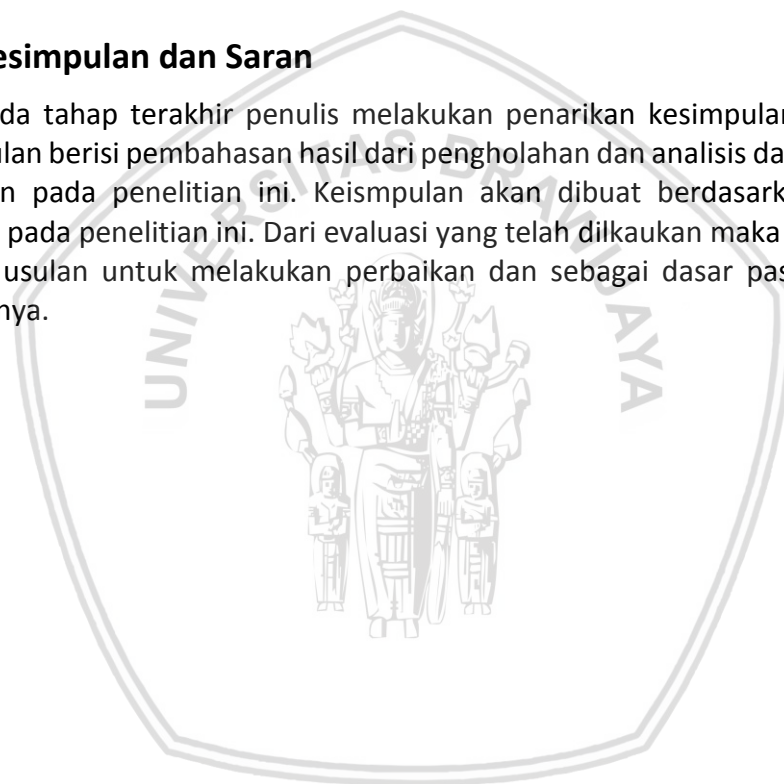 esimpulan dan Saran
da tahap terakhir penulis melakukan penarikan kesimpulan
lan berisi pembahasan hasil dari pengholahan dan analisis da
n pada penelitian ini. Keismpulan akan dibuat berdasark
pada penelitian ini. Dari evaluasi yang telah dilkaukan maka
usulan untuk melakukan perbaikan dan sebagai dasar pas
nya.
UNIVERSITAS BRAWIJAYA